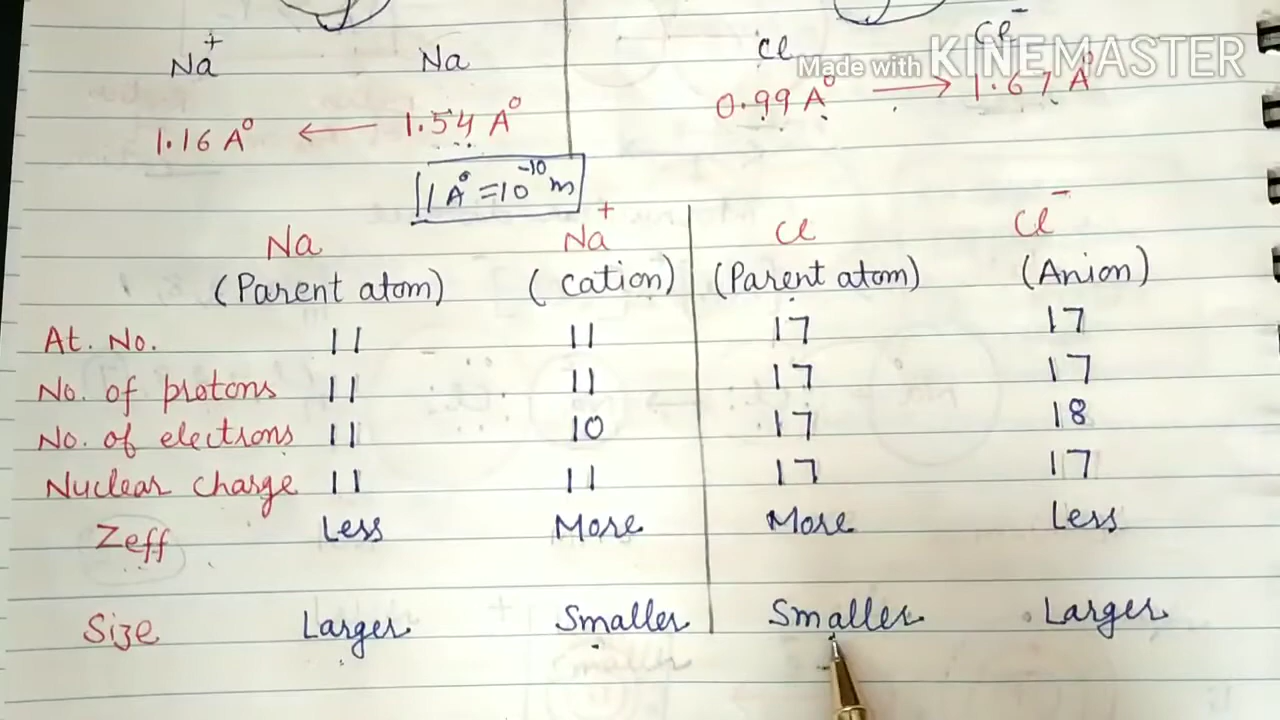 Na⁺ Na Cl Cl⁻
Made with KINEMASTER
1.16 A° ← 1.54 A° 0.99 A° → 1.67 A°
1 A° = 10⁻¹⁰ m
Na Na⁺ Cl Cl⁻
(Parent atom) (cation) (Parent atom) (Anion)
At. No. 11 11 17 17
No. of protons 11 11 17 17
No. of electrons 11 10 17 18
Nuclear charge 11 11 17 17
Zeff Less More More Less
Size Larger Smaller Smaller Larger